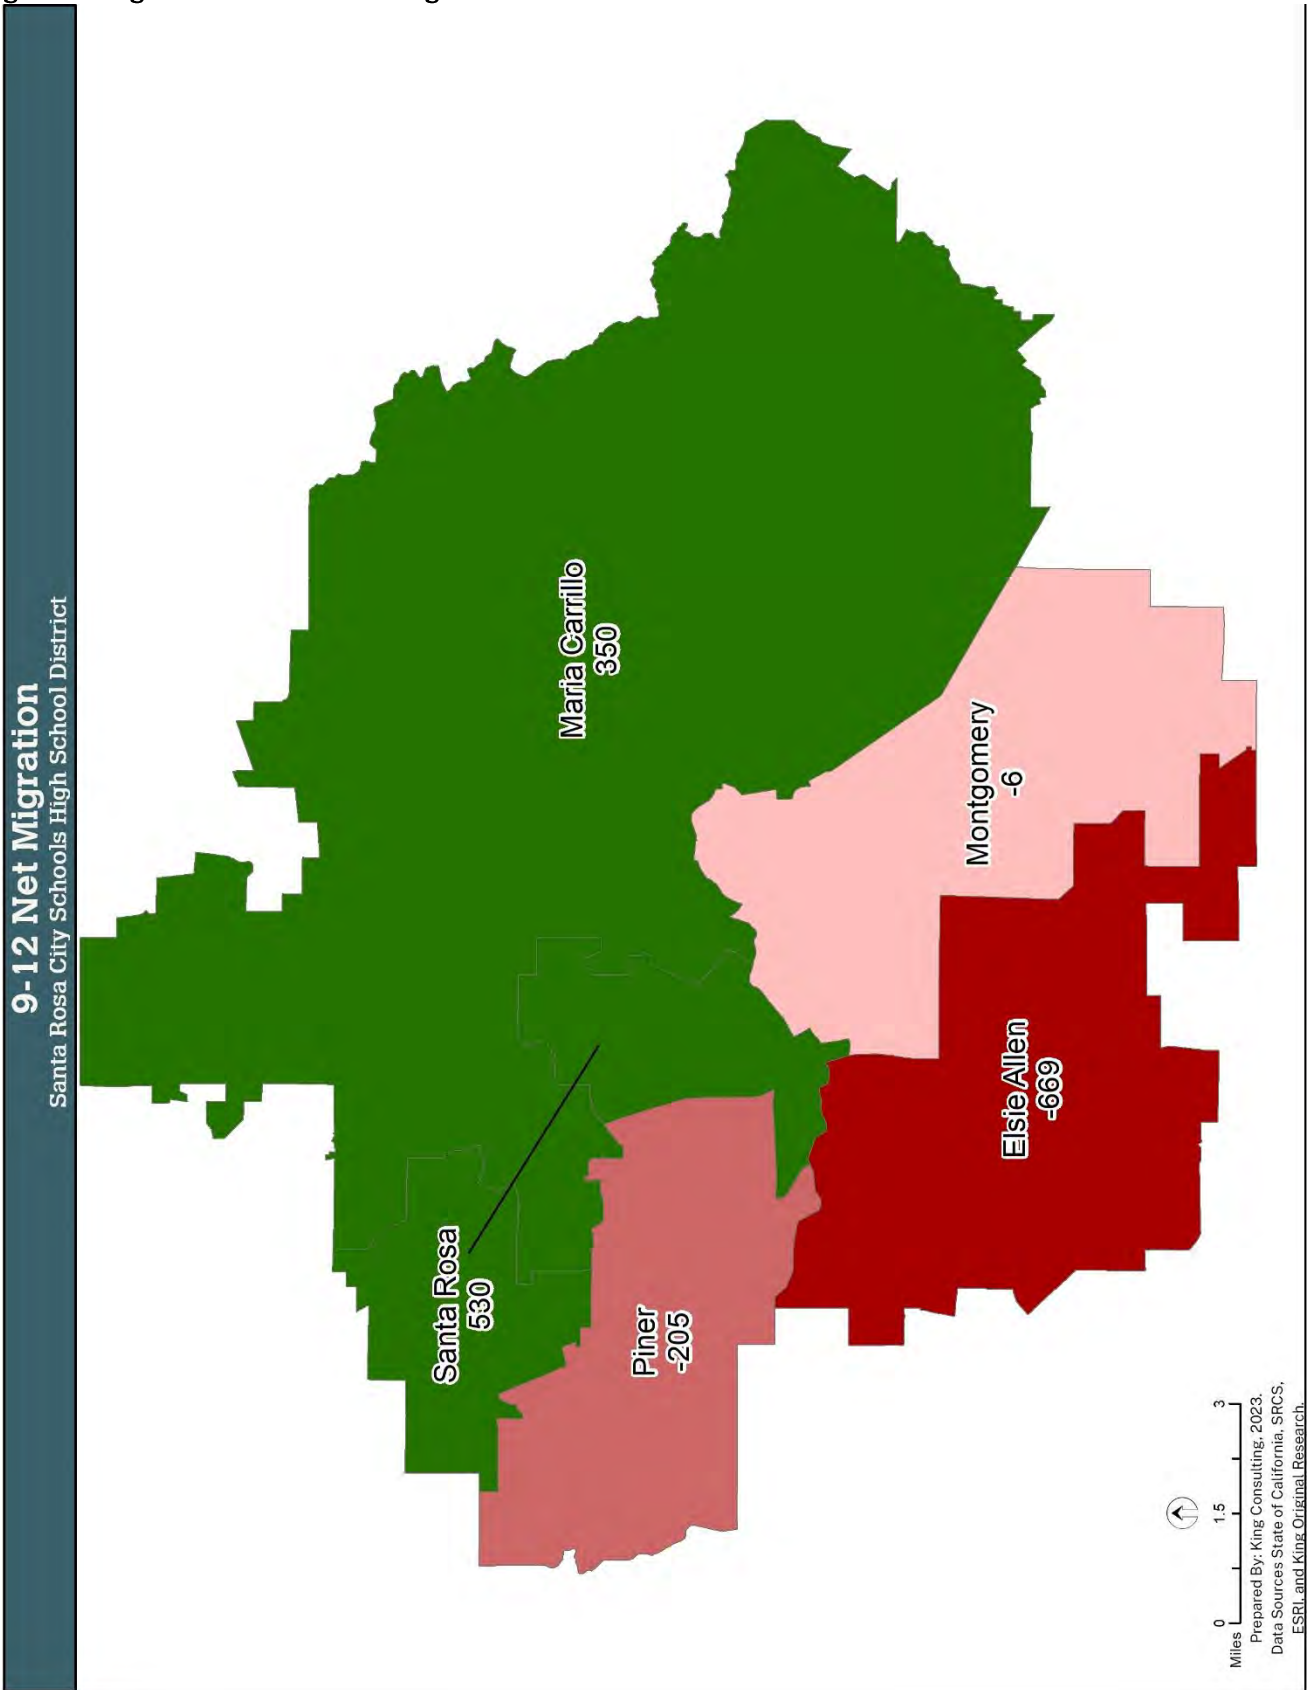 9-12 Net Migration
Santa Rosa City Schools High School District
Santa Rosa
530
Maria Carrillo
350
Piner
-205
Montgomery
-6
Elsie Allen
-669
Miles
0
1.5
3
Prepared By: King Consulting, 2023.
Data Sources State of California, SRCS,
ESRI, and King Original Research.